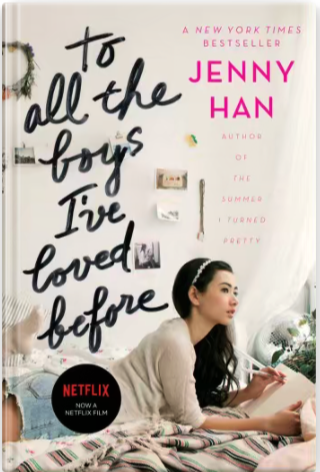 A NEW YORK TIMES
BESTSELLER
JENNY
HAN
AUTHOR
OF
THE
SUMMER
I TURNED
PRETTY
to
all the
boys
I've
loved
before
NETFLIX
NOW A
NETFLIX FILM